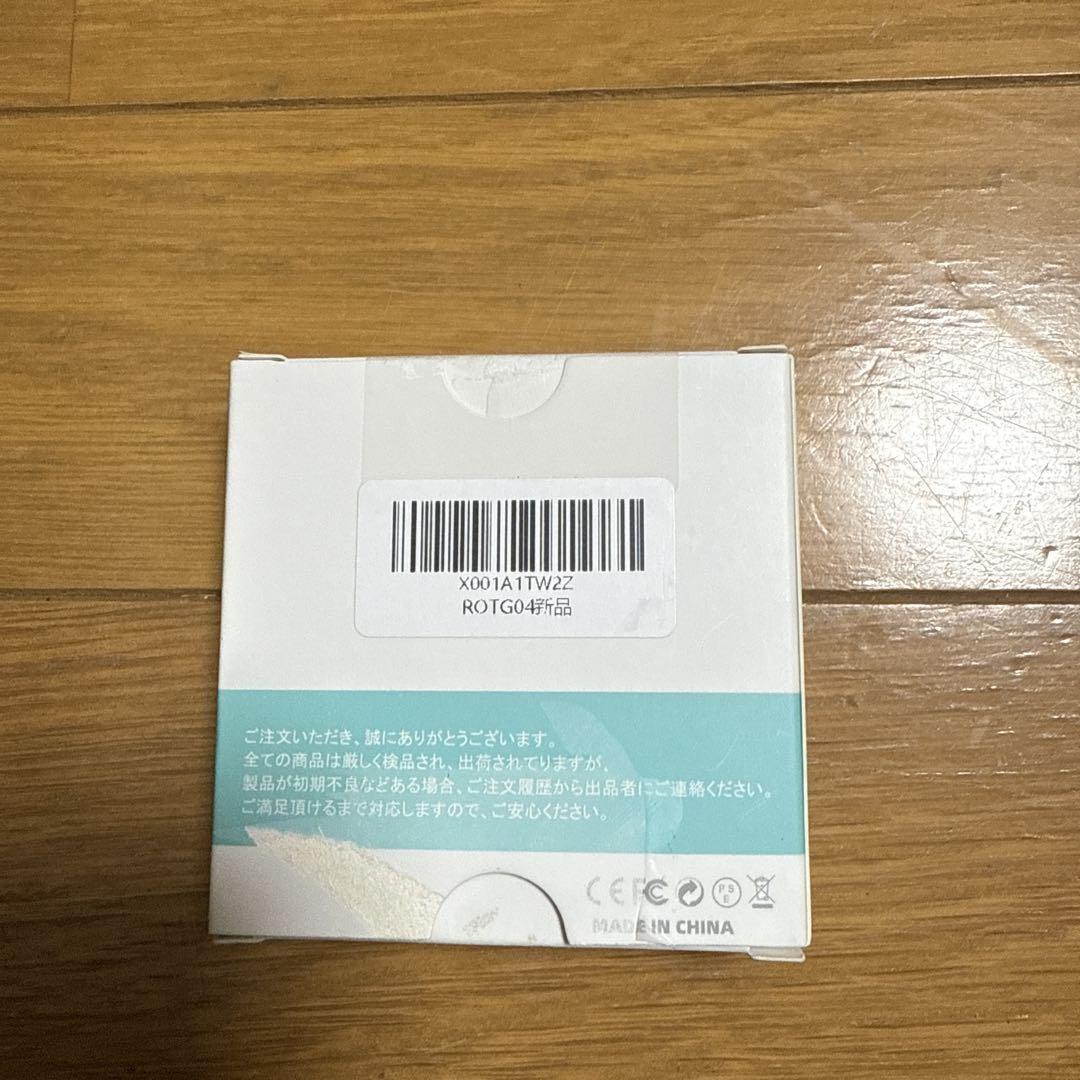 X001A1TW2Z
ROTG04新品
ご注文いただき、誠にありがとうございます。
全ての商品は厳しく検品され、出荷されてりますが、
製品が初期不良などある場合、ご注文履歴から出品者にご連絡ください。
ご満足頂けるまで対応しますので、ご安心ください。
CE FC PSE
MADE IN CHINA